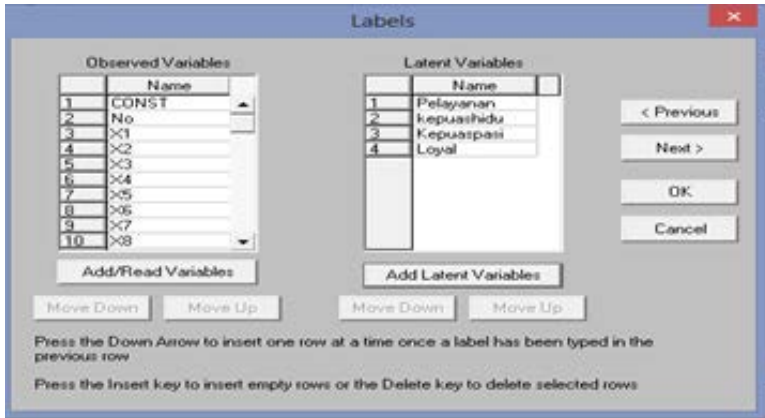 Labels
Observed Variables
Name
1 CONST
2 No
3 X1
4 X2
5 X3
6 X4
7 X5
8 X6
9 X7
10 X8
Add/Read Variables
Move Down Move Up
Latent Variables
Name
1 Pelayanan
2 kepuashidu
3 Kepuaspasi
4 Loyal
Add Latent Variables
Move Down Move Up
< Previous
Next >
OK
Cancel
Press the Down Arrow to insert one row at a time once a label has been typed in the
previous row
Press the Insert key to insert empty rows or the Delete key to delete selected rows